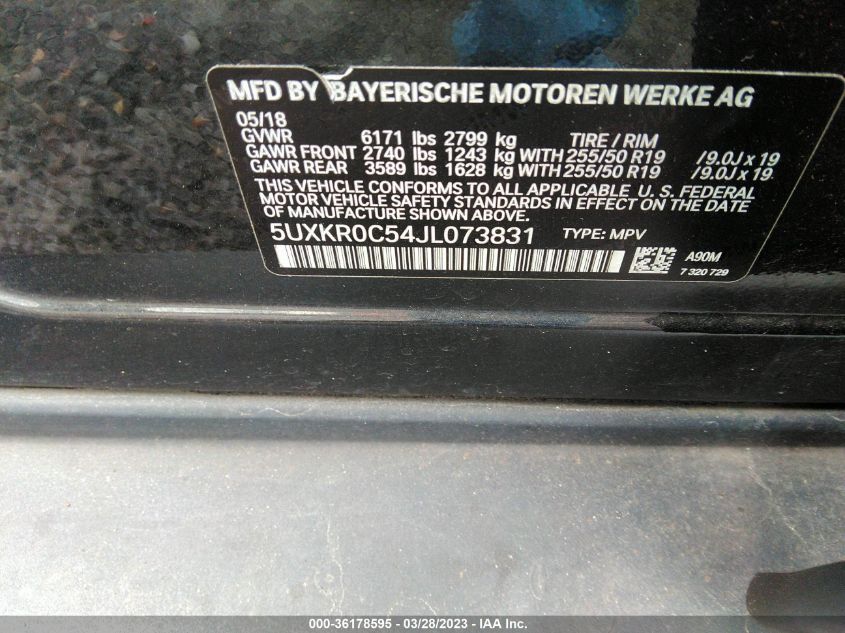 MFD BY BAYERISCHE MOTOREN WERKE AG
05/18
GVWR 6171 lbs 2799 kg TIRE / RIM
GAWR FRONT 2740 lbs 1243 kg WITH 255/50 R19 /9.0J x 19
GAWR REAR 3589 lbs 1628 kg WITH 255/50 R19 /9.0J x 19
THIS VEHICLE CONFORMS TO ALL APPLICABLE U. S. FEDERAL
MOTOR VEHICLE SAFETY STANDARDS IN EFFECT ON THE DATE
OF MANUFACTURE SHOWN ABOVE.
5UXKR0C54JL073831 TYPE: MPV
A90M
7 320 729
000-36178595 - 03/28/2023 - IAA Inc.